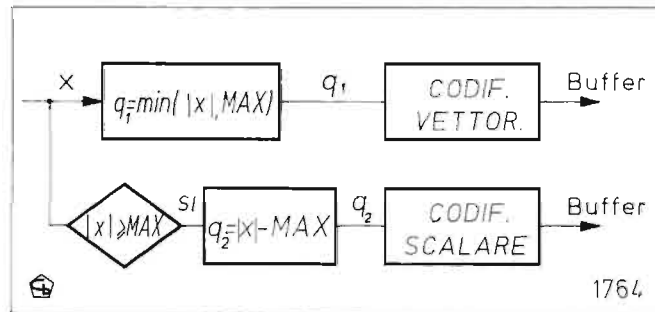 X
q₁=min( |x|, MAX)
q₁
CODIF.
VETTOR.
Buffer
|x|⩾MAX
SI
q₂=|x|-MAX
q₂
CODIF.
SCALARE
Buffer
1764